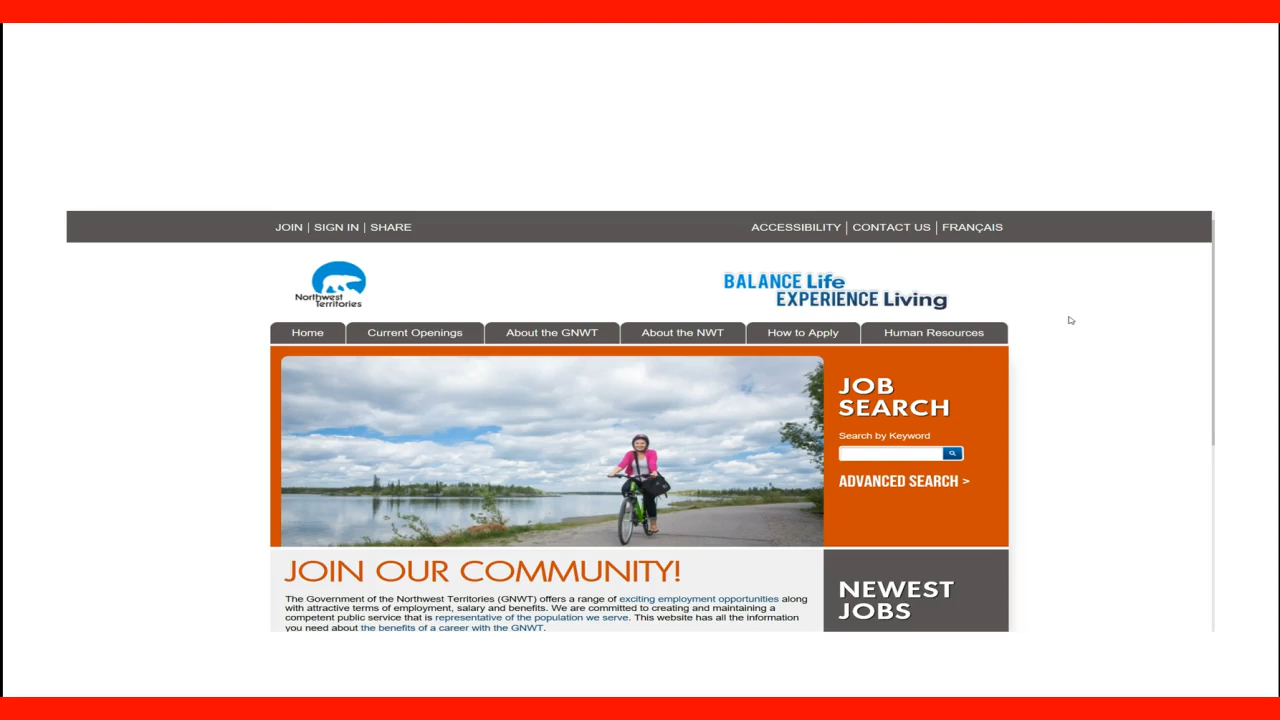 JOIN | SIGN IN | SHARE
ACCESSIBILITY | CONTACT US | FRANÇAIS
Northwest
Territories
BALANCE Life
EXPERIENCE Living
Home
Current Openings
About the GNWT
About the NWT
How to Apply
Human Resources
JOB
SEARCH
Search by Keyword
ADVANCED SEARCH >
JOIN OUR COMMUNITY!
The Government of the Northwest Territories (GNWT) offers a range of exciting employment opportunities along
with attractive terms of employment, salary and benefits. We are committed to creating and maintaining a
competent public service that is representative of the population we serve. This website has all the information
you need about the benefits of a career with the GNWT.
NEWEST
JOBS